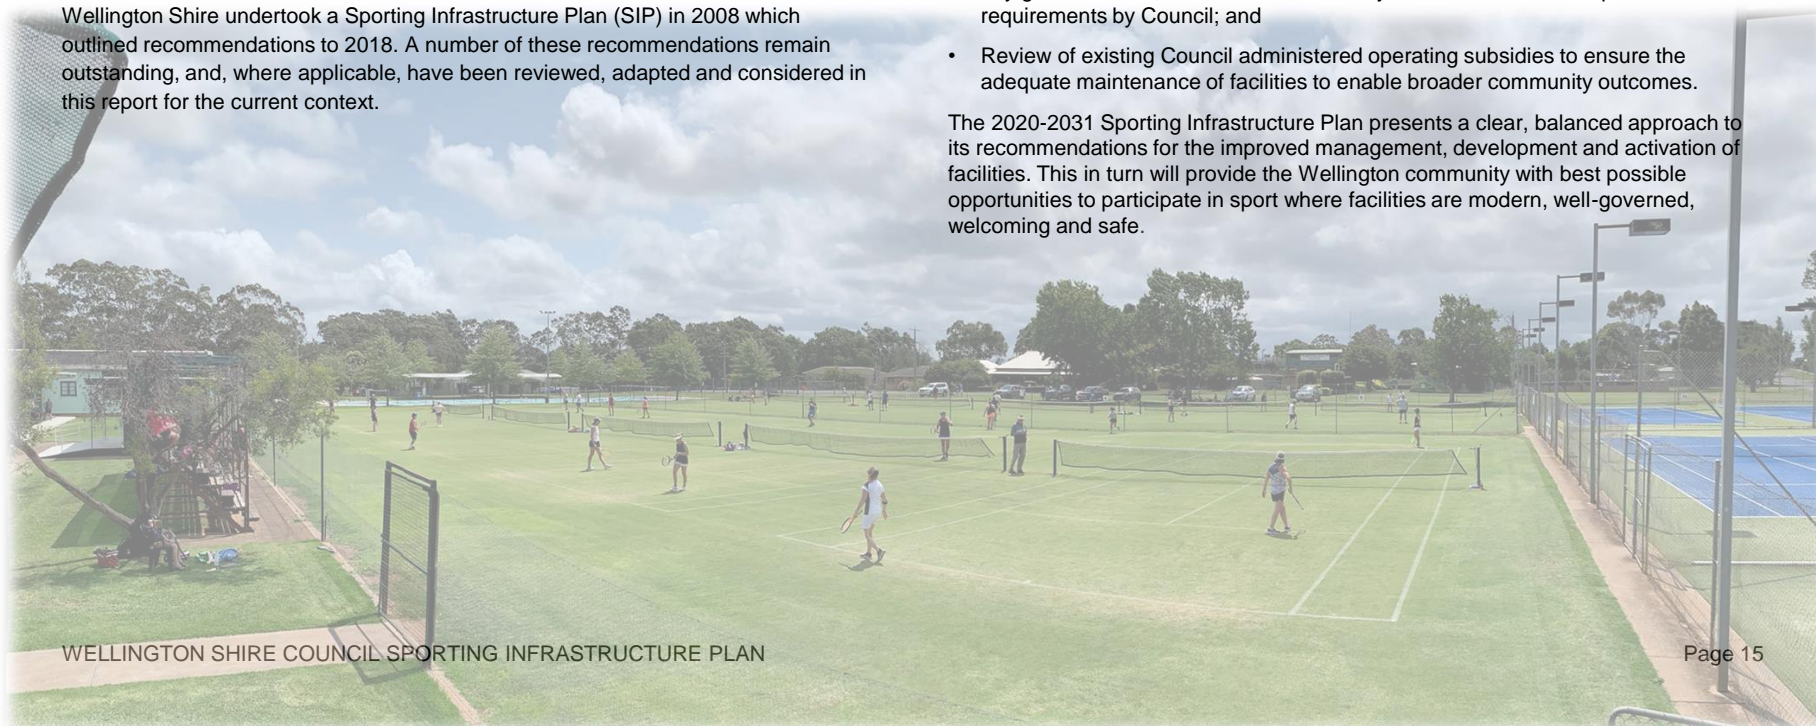 Wellington Shire undertook a Sporting Infrastructure Plan (SIP) in 2008 which
outlined recommendations to 2018. A number of these recommendations remain
outstanding, and, where applicable, have been reviewed, adapted and considered in
this report for the current context.
requirements by Council; and
• Review of existing Council administered operating subsidies to ensure the
adequate maintenance of facilities to enable broader community outcomes.
The 2020-2031 Sporting Infrastructure Plan presents a clear, balanced approach to
its recommendations for the improved management, development and activation of
facilities. This in turn will provide the Wellington community with best possible
opportunities to participate in sport where facilities are modern, well-governed,
welcoming and safe.
WELLINGTON SHIRE COUNCIL SPORTING INFRASTRUCTURE PLAN
Page 15